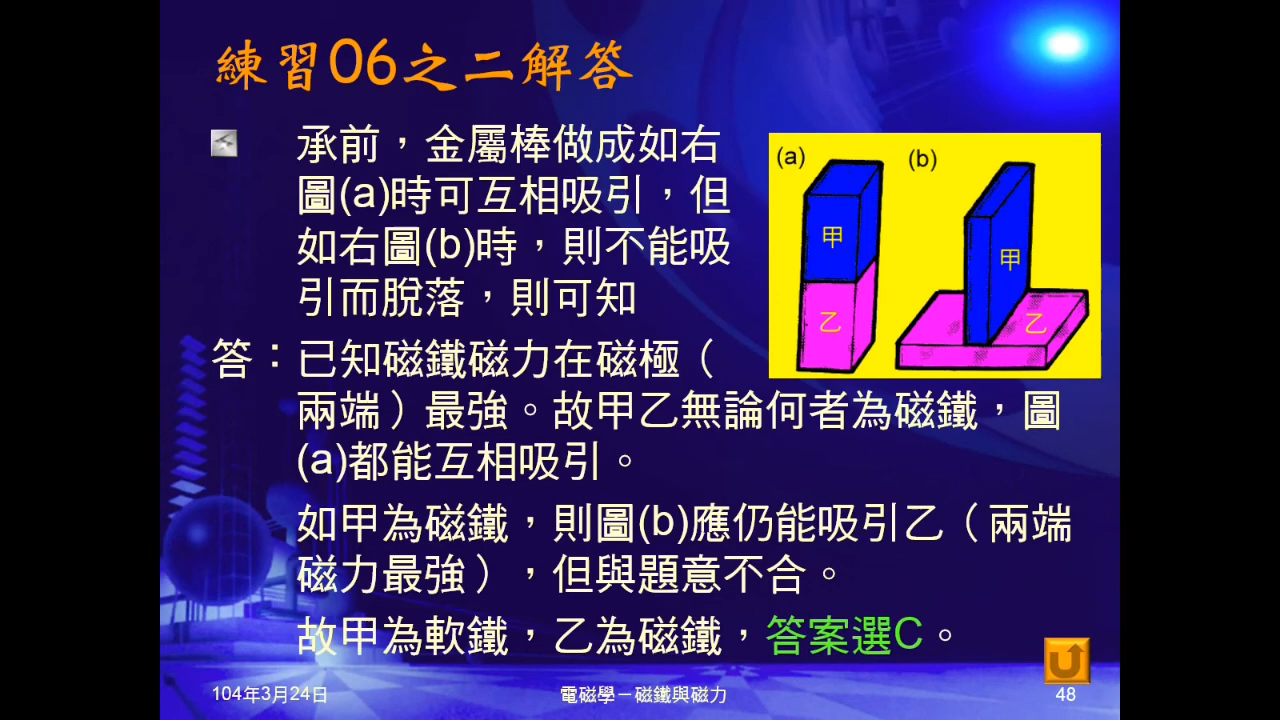 練習06之二解答
承前，金屬棒做成如右
圖(a)時可互相吸引，但
如右圖(b)時，則不能吸
引而脫落，則可知
(a)
(b)
甲
甲
乙
乙
答：已知磁鐵磁力在磁極（
兩端）最強。故甲乙無論何者為磁鐵，圖
(a)都能互相吸引。
如甲為磁鐵，則圖(b)應仍能吸引乙（兩端
磁力最強），但與題意不合。
故甲為軟鐵，乙為磁鐵，答案選C。
104年3月24日
電磁學－磁鐵與磁力
48